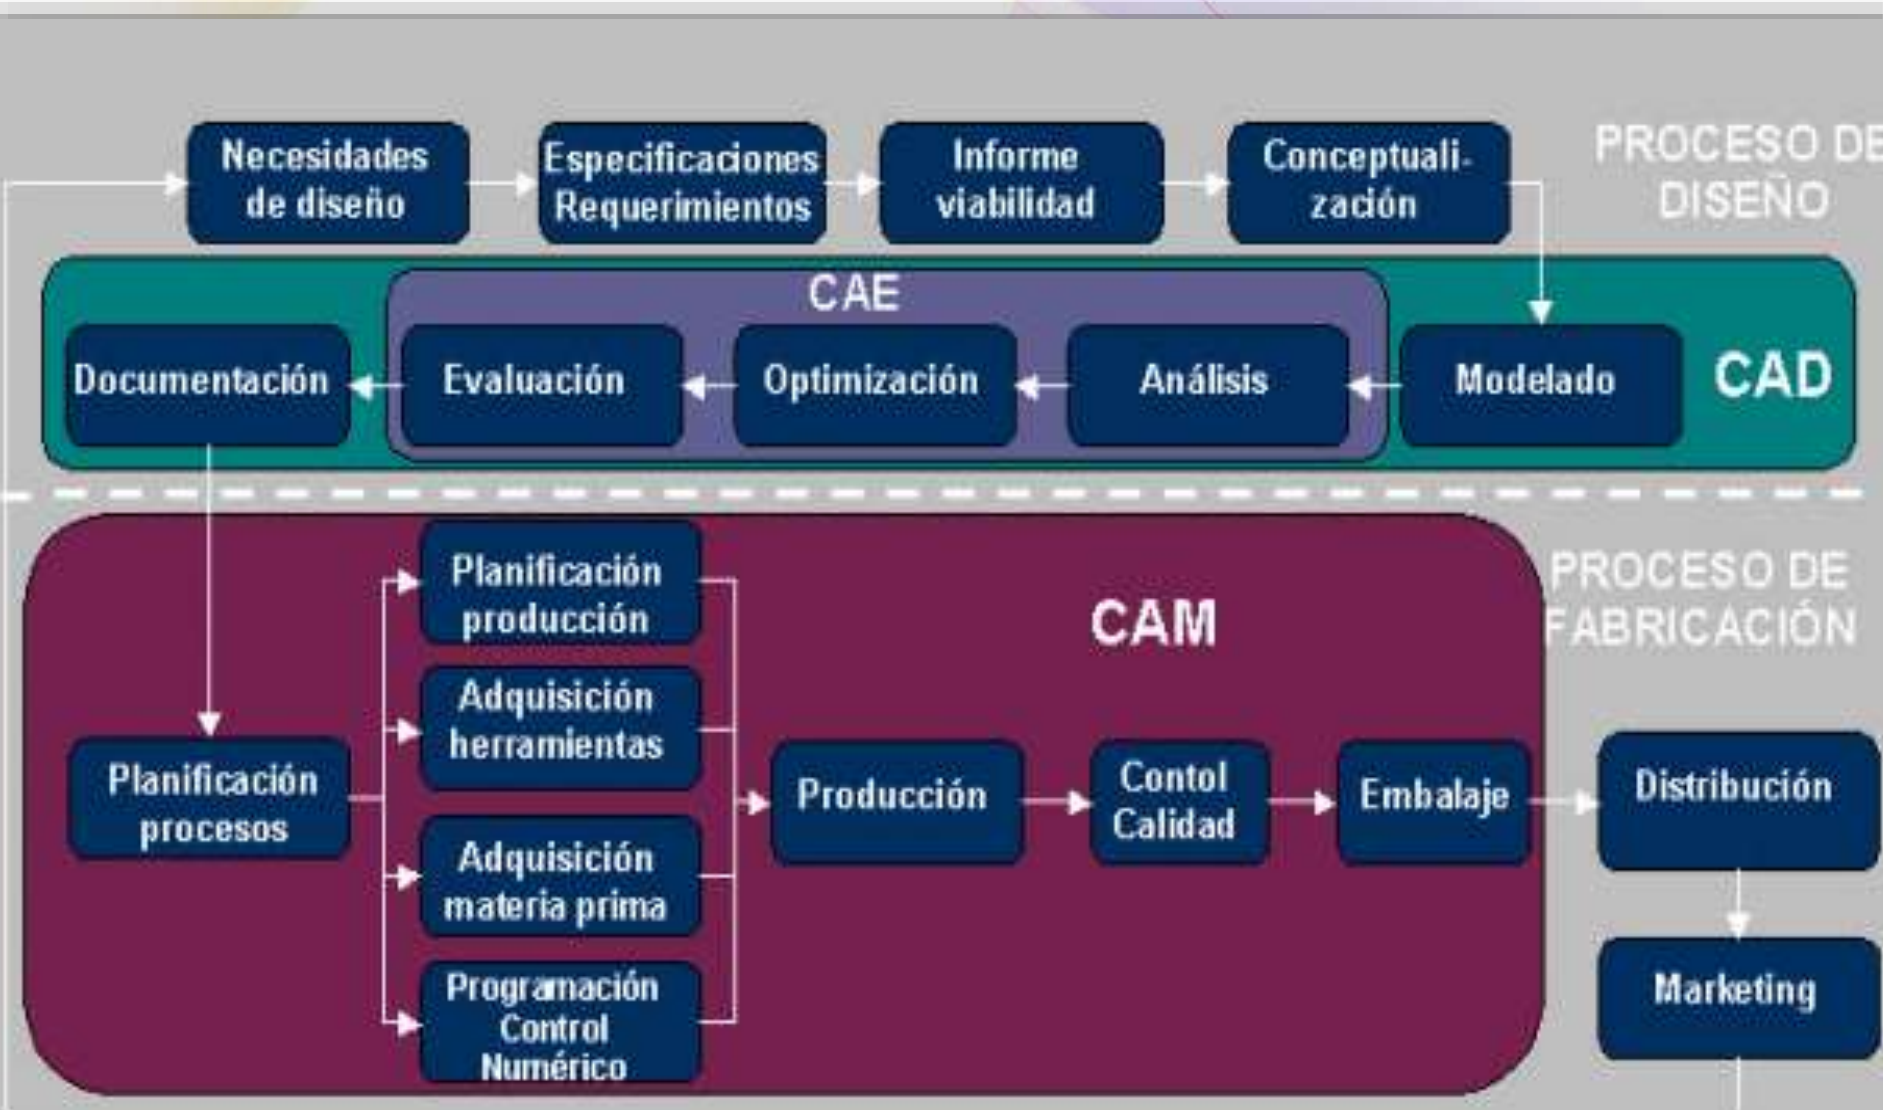 Necesidades
de diseño
Especificaciones
Requerimientos
Informe
viabilidad
Conceptuali-
zación
PROCESO DE
DISEÑO
CAE
Documentación
Evaluación
Optimización
Análisis
Modelado
CAD
Planificación
producción
CAM
PROCESO DE
FABRICACIÓN
Adquisición
herramientas
Planificación
procesos
Producción
Contol
Calidad
Embalaje
Distribución
Adquisición
materia prima
Programación
Control
Numérico
Marketing